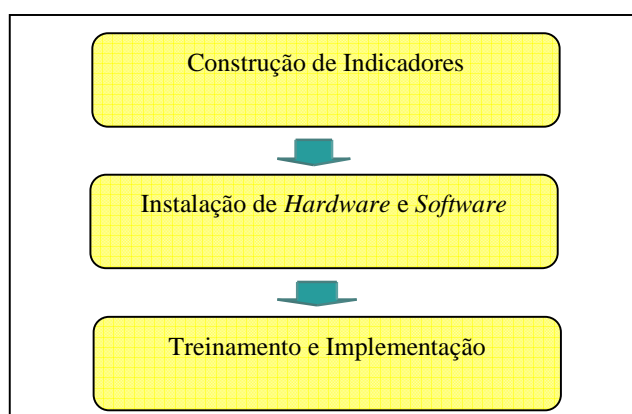 Construção de Indicadores
Instalação de Hardware e Software
Treinamento e Implementação